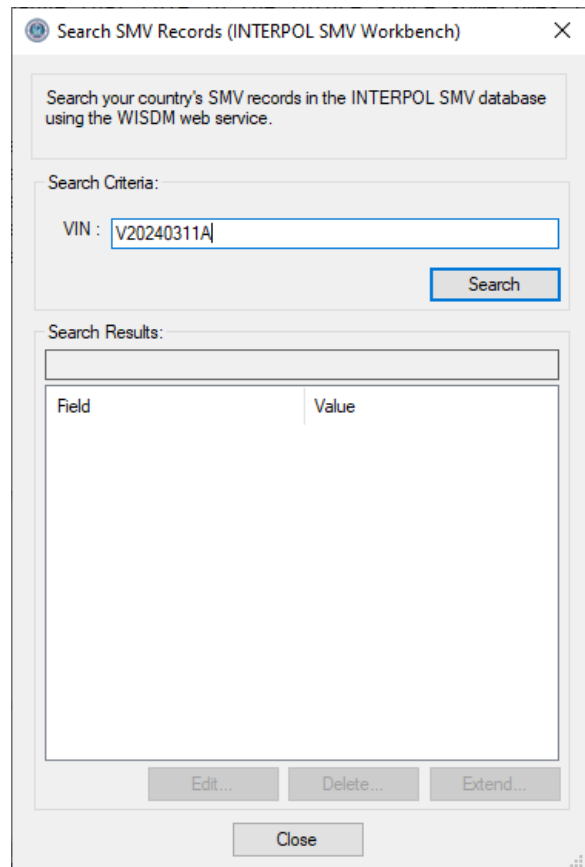 Search SMV Records (INTERPOL SMV Workbench)
Search your country's SMV records in the INTERPOL SMV database
using the WISDM web service.
Search Criteria:
VIN : V20240311A
Search
Search Results:
Field Value
Edit... Delete... Extend...
Close